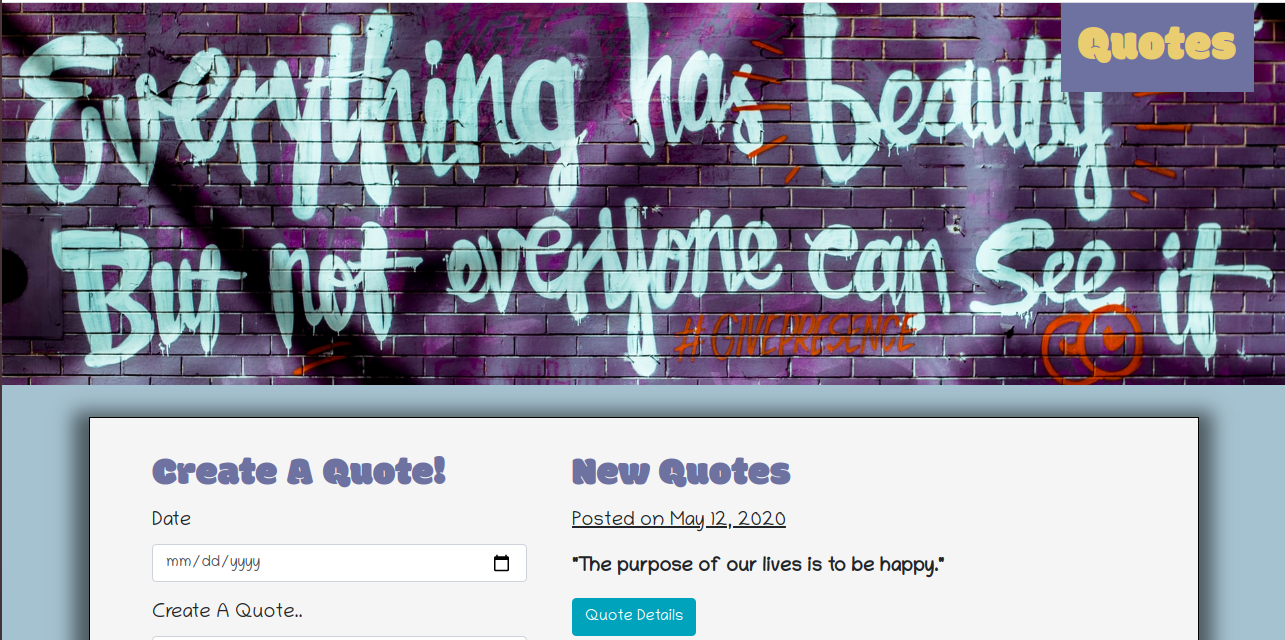 Quotes
Everything has beauty
But not everyone can See it
#GIVEPRESENCE
Create A Quote!
Date
mm/dd/yyyy
Create A Quote..
New Quotes
Posted on May 12, 2020
"The purpose of our lives is to be happy."
Quote Details